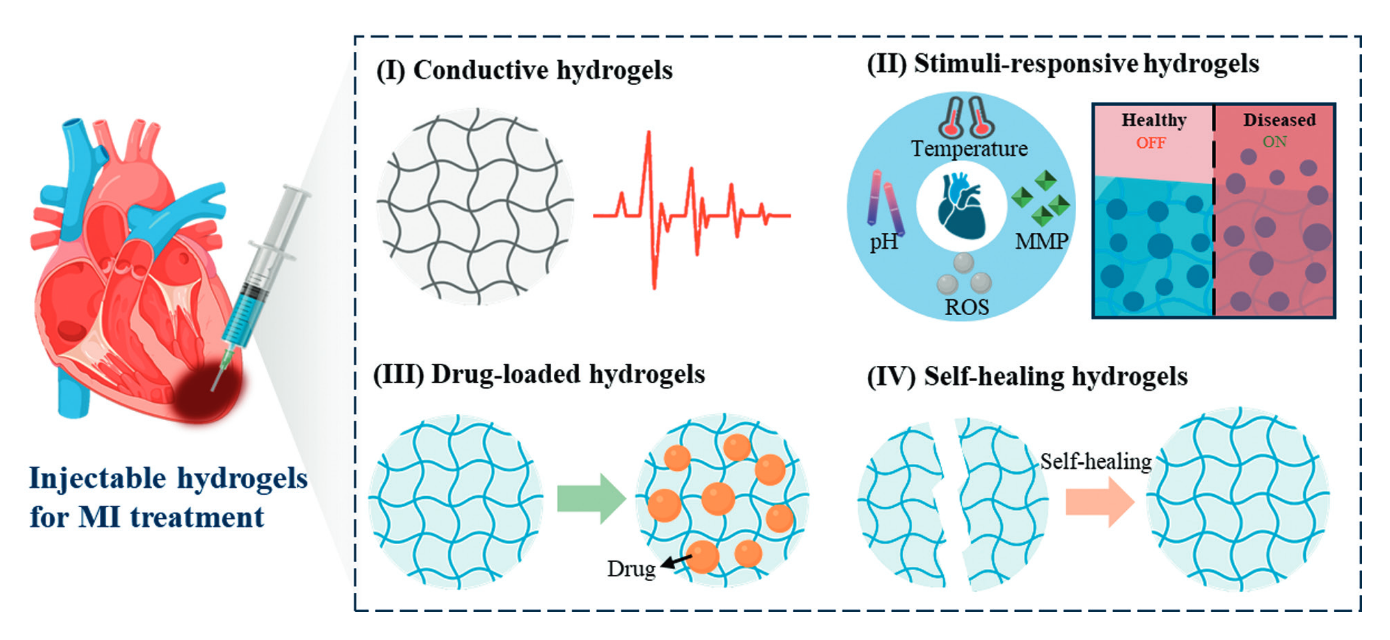 (I) Conductive hydrogels
(II) Stimuli-responsive hydrogels
Temperature
pH
MMP
ROS
Healthy
OFF
Diseased
ON
(III) Drug-loaded hydrogels
Drug
(IV) Self-healing hydrogels
Self-healing
Injectable hydrogels
for MI treatment